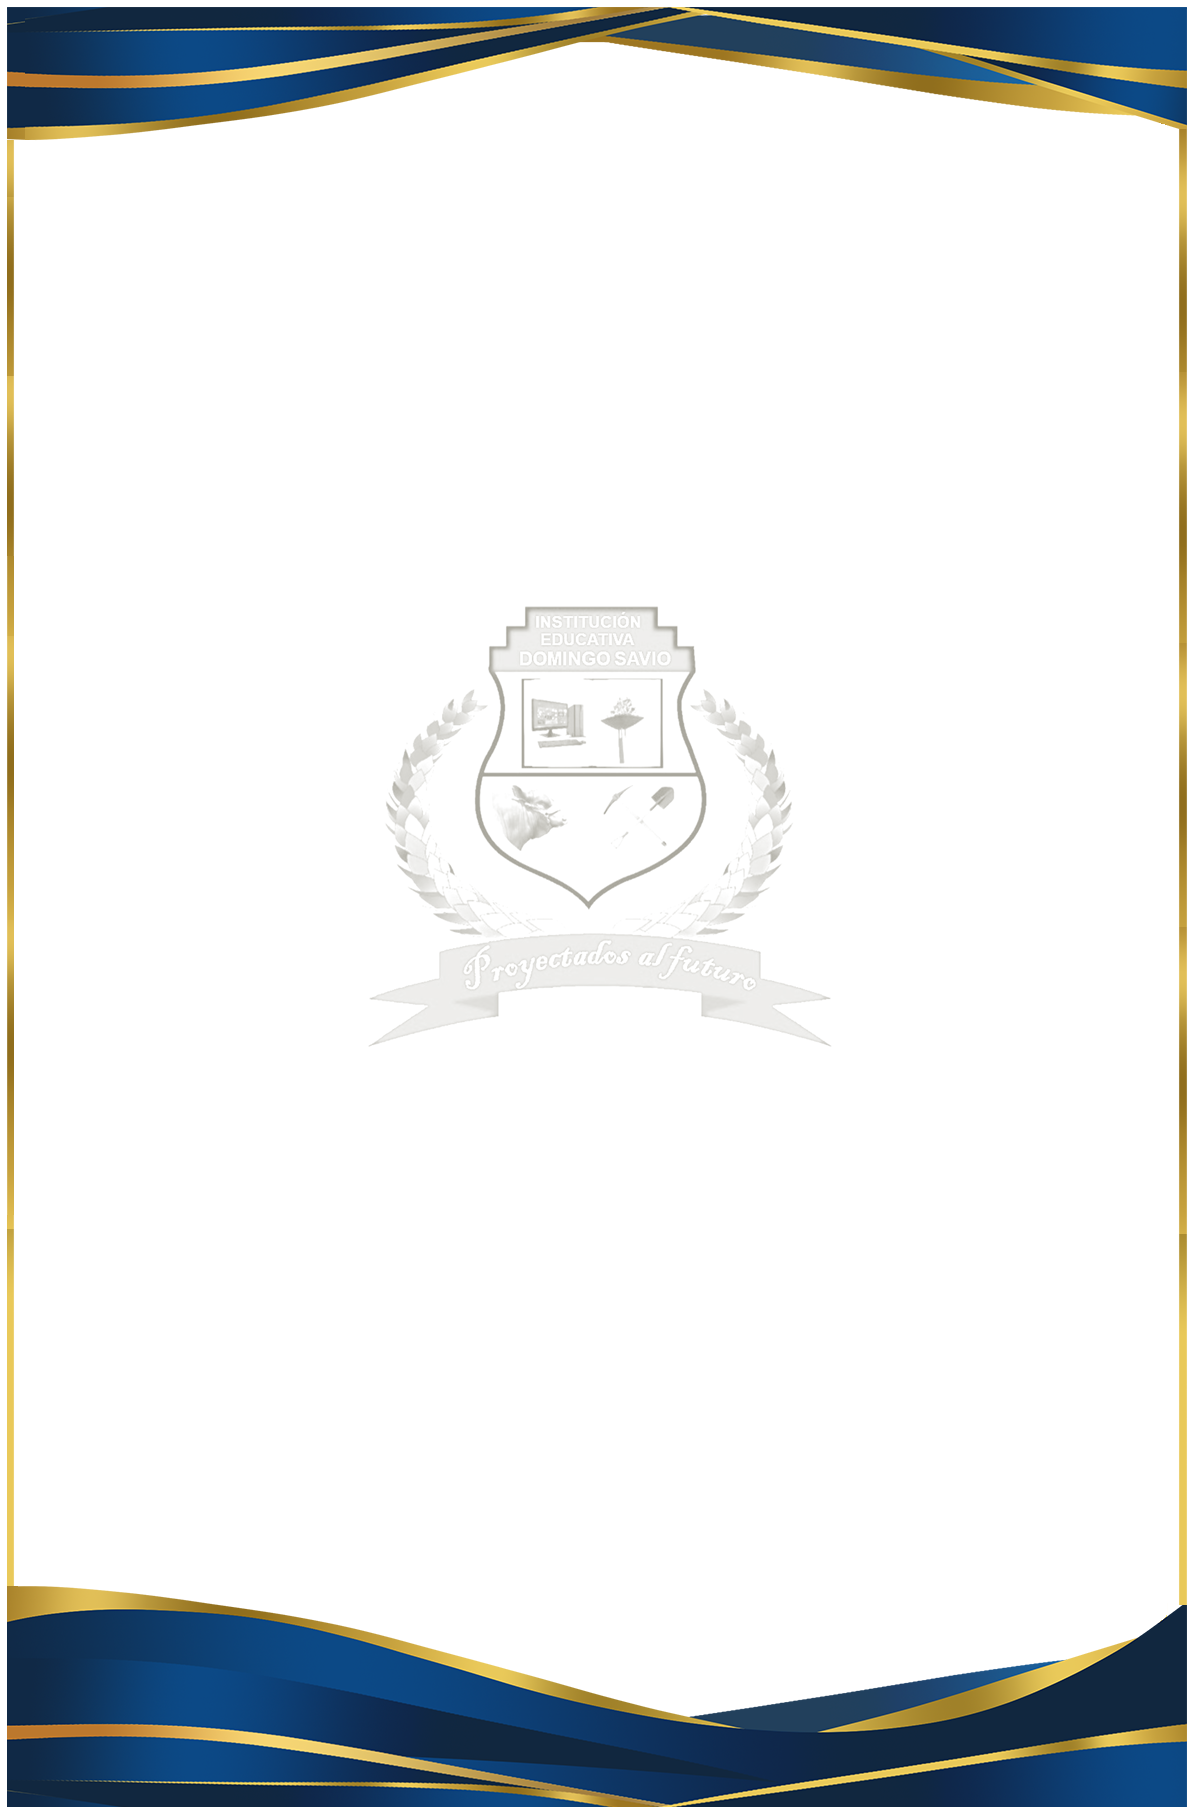 INSTITUCIÓN
EDUCATIVA
DOMINGO SAVIO
Proyectados al futuro